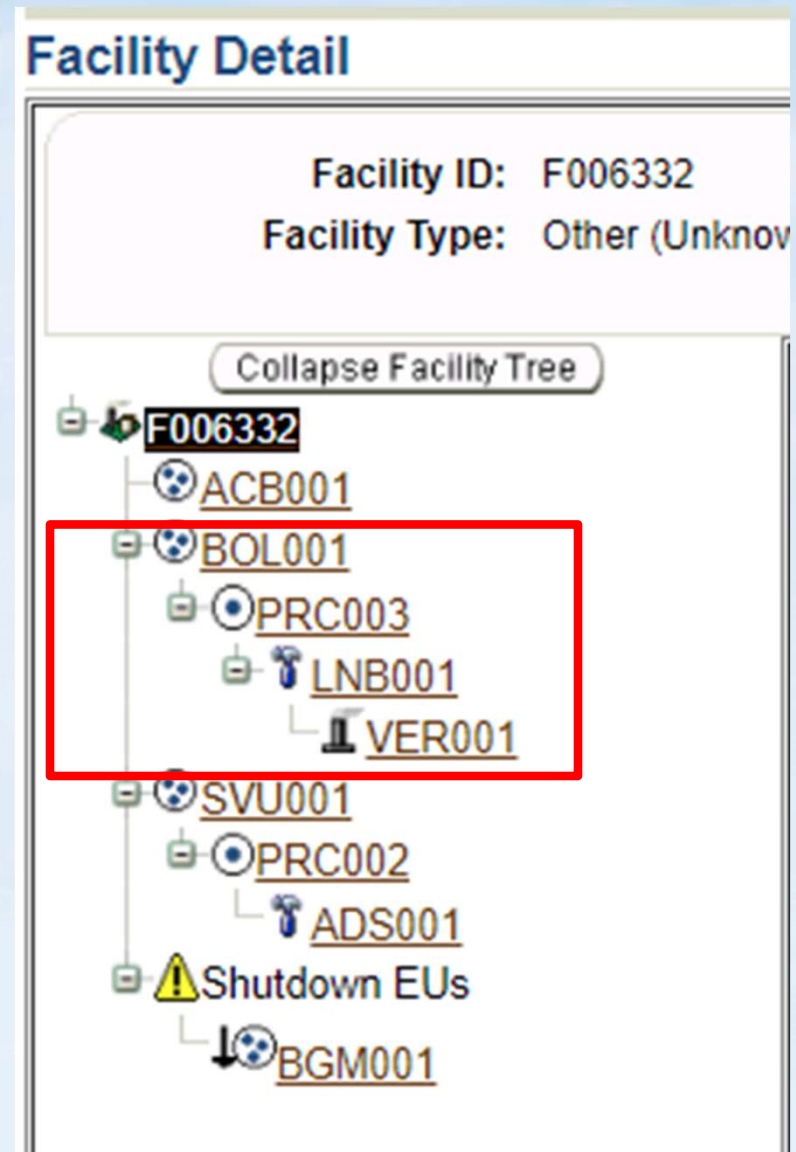 Facility Detail
Facility ID: F006332
Facility Type: Other (Unknow
Collapse Facility Tree
F006332
ACB001
BOL001
PRC003
LNB001
VER001
SVU001
PRC002
ADS001
Shutdown EUs
BGM001